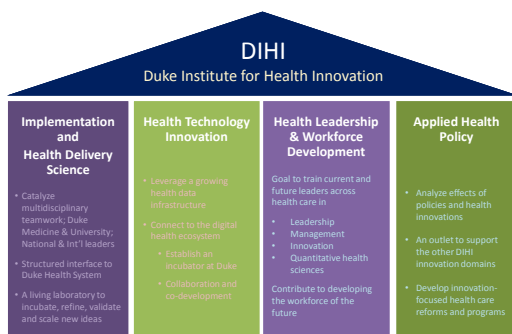 DIHI
Duke Institute for Health Innovation
Implementation
and
Health Delivery
Science
• Catalyze
multidisciplinary
teamwork; Duke
Medicine & University;
National & Int'l leaders
• Structured interface to
Duke Health System
• A living laboratory to
incubate, refine, validate
and scale new ideas
Health Technology
Innovation
• Leverage a growing
health data
infrastructure
• Connect to the digital
health ecosystem
• Establish an
incubator at Duke
• Collaboration and
co-development
Health Leadership
& Workforce
Development
Goal to train current and
future leaders across
health care in
• Leadership
• Management
• Innovation
• Quantitative health
sciences
Contribute to developing
the workforce of the
future
Applied Health
Policy
• Analyze effects of
policies and health
innovations
• An outlet to support
the other DIHI
innovation domains
• Develop innovation-
focused health care
reforms and programs